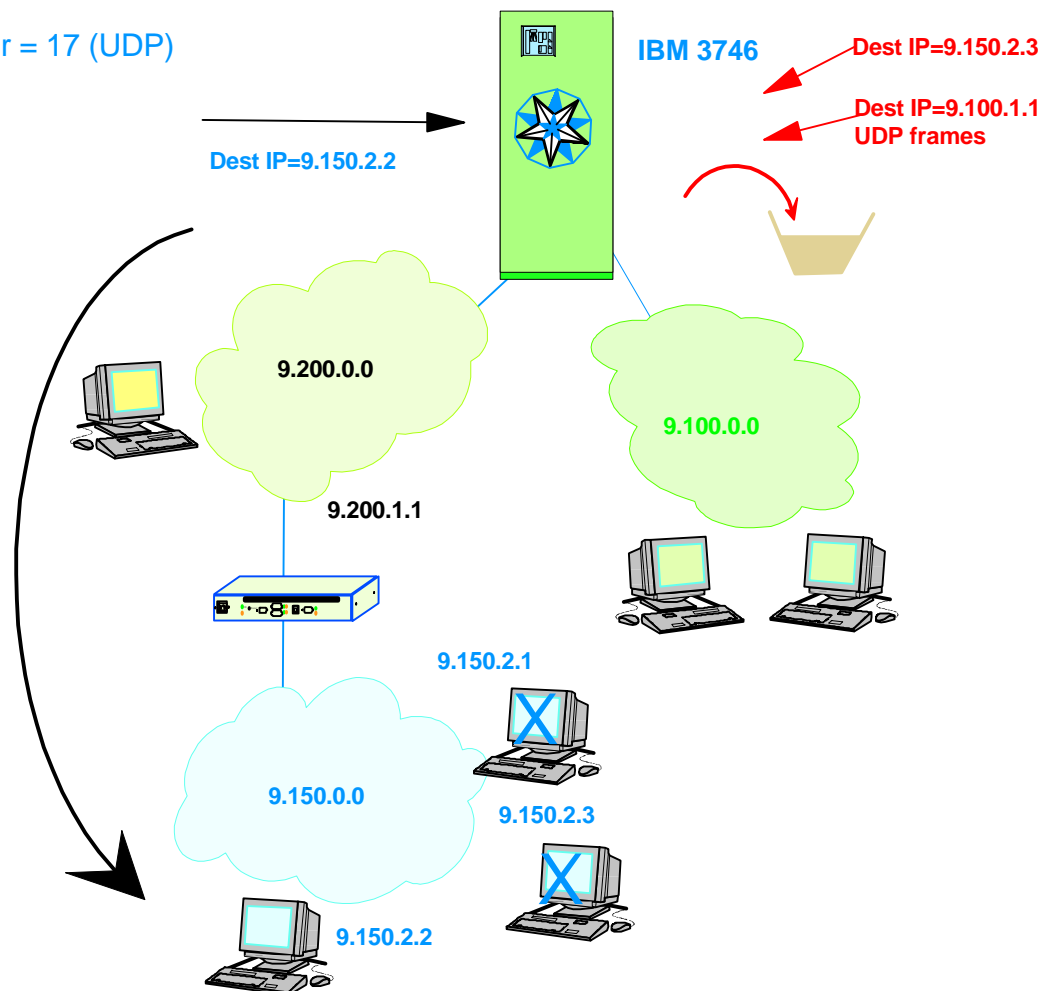 r = 17 (UDP)
IBM 3746
Dest IP=9.150.2.3
Dest IP=9.100.1.1
UDP frames
Dest IP=9.150.2.2
9.200.0.0
9.100.0.0
9.200.1.1
9.150.2.1
9.150.0.0
9.150.2.3
9.150.2.2